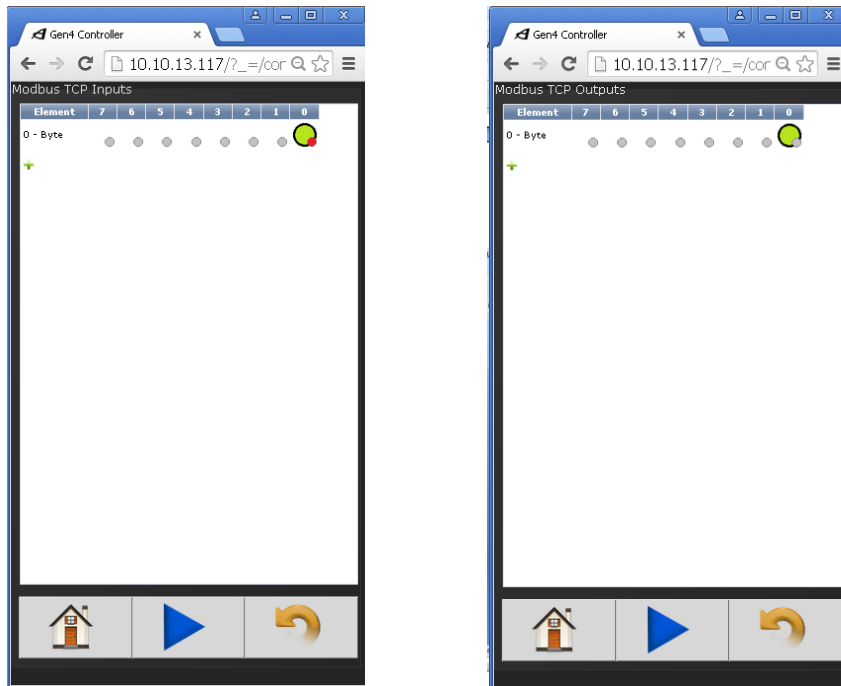 Gen4 Controller
10.10.13.117/?_=/cor
Modbus TCP Inputs
Element 7 6 5 4 3 2 1 0
0 - Byte
Gen4 Controller
10.10.13.117/?_=/cor
Modbus TCP Outputs
Element 7 6 5 4 3 2 1 0
0 - Byte